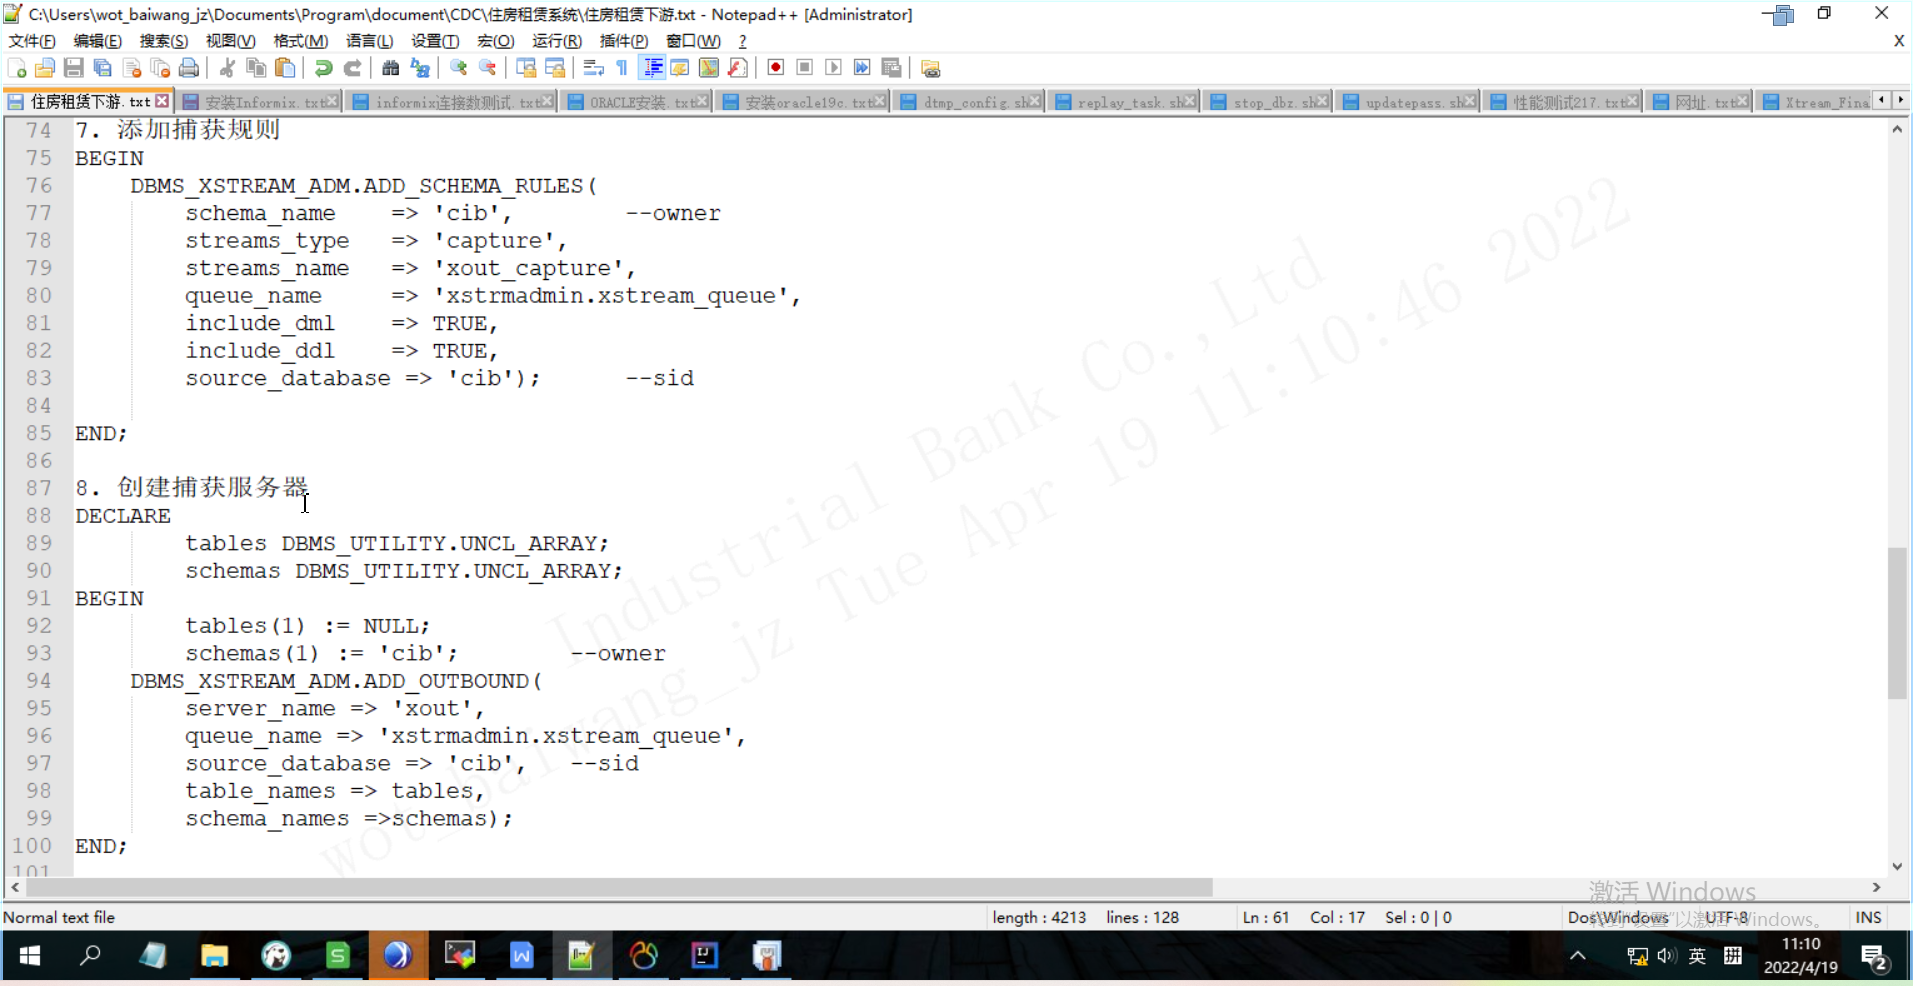 C:\Users\wot_baiwang_jz\Documents\Program\document\CDC\住房租赁系统\住房租赁下游.txt - Notepad++ [Administrator]
文件(F) 编辑(E) 搜索(S) 视图(V) 格式(M) 语言(L) 设置(T) 宏(O) 运行(R) 插件(P) 窗口(W) ? X
住房租赁下游.txt 安装Informix.txt informix连接数测试.txt ORACLE安装.txt 安装oracle19c.txt dtmp_config.sh replay_task.sh stop_dbz.sh updatepass.sh 性能测试217.txt 网址.txt Xtream_Fina
74 7. 添加捕获规则
75 BEGIN
76 DBMS_XSTREAM_ADM.ADD_SCHEMA_RULES(
77 schema_name => 'cib', --owner
78 streams_type => 'capture',
79 streams_name => 'xout_capture',
80 queue_name => 'xstrmadmin.xstream_queue',
81 include_dml => TRUE,
82 include_ddl => TRUE,
83 source_database => 'cib'); --sid
84
85 END;
86
87 8. 创建捕获服务器
88 DECLARE
89 tables DBMS_UTILITY.UNCL_ARRAY;
90 schemas DBMS_UTILITY.UNCL_ARRAY;
91 BEGIN
92 tables(1) := NULL;
93 schemas(1) := 'cib'; --owner
94 DBMS_XSTREAM_ADM.ADD_OUTBOUND(
95 server_name => 'xout',
96 queue_name => 'xstrmadmin.xstream_queue',
97 source_database => 'cib', --sid
98 table_names => tables,
99 schema_names =>schemas);
100 END;
101
Industrial Bank Co.,Ltd
wot_baiwang_jz Tue Apr 19 11:10:46 2022
激活 Windows
转到"设置"以激活 Windows。
Normal text file length : 4213 lines : 128 Ln : 61 Col : 17 Sel : 0 | 0 Dos\Windows UTF-8 INS
英 拼 11:10
2022/4/19 2